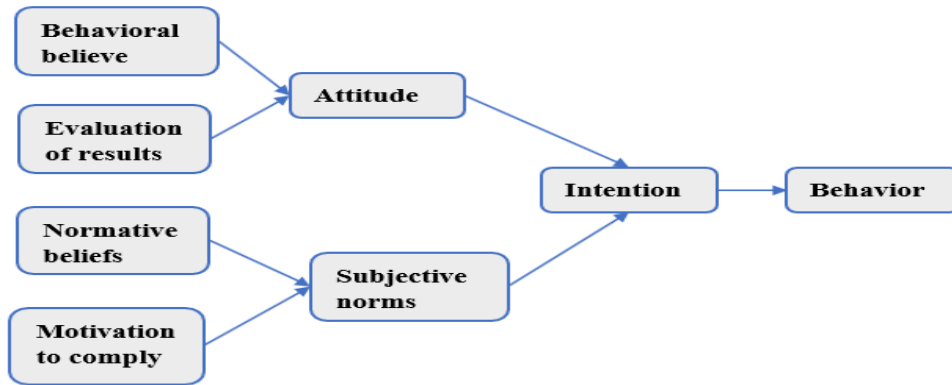 Behavioral
believe
Evaluation
of results
Attitude
Normative
beliefs
Motivation
to comply
Subjective
norms
Intention
Behavior